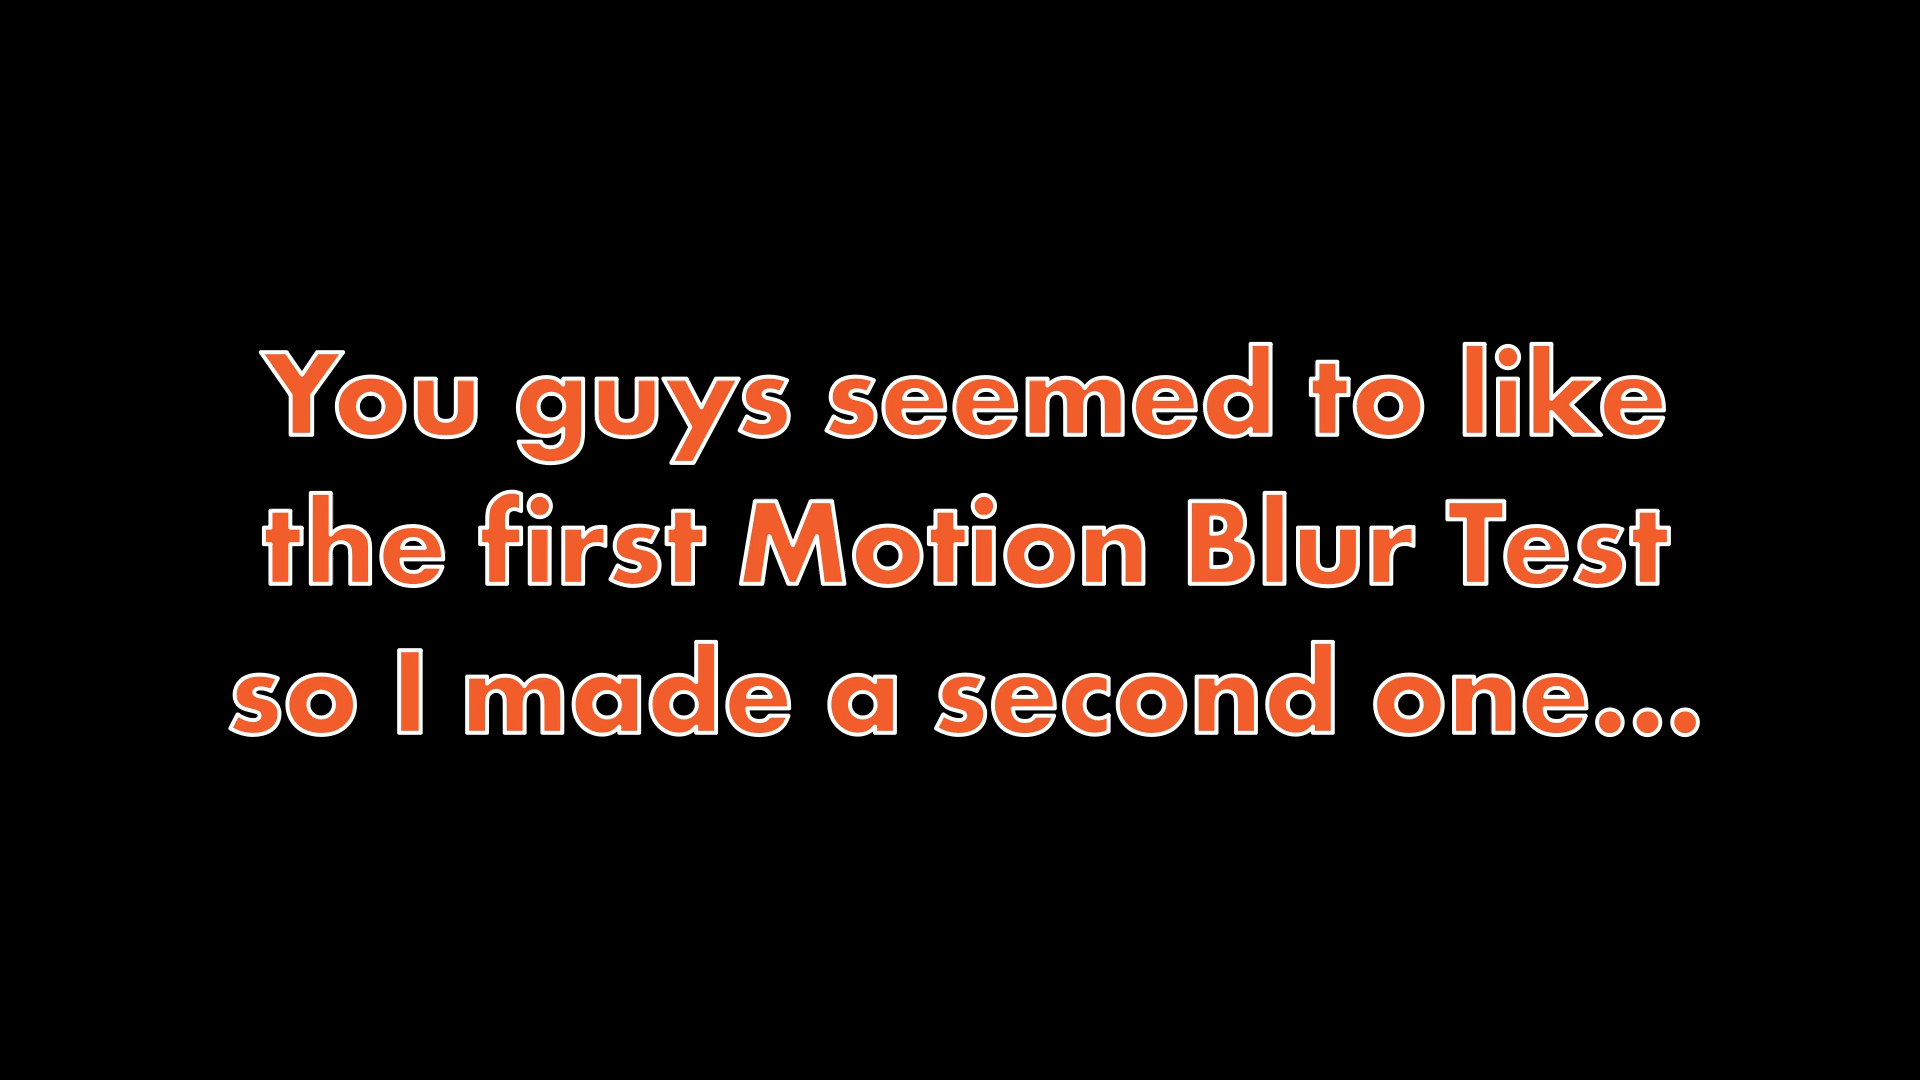 You guys seemed to like
the first Motion Blur Test
so I made a second one...